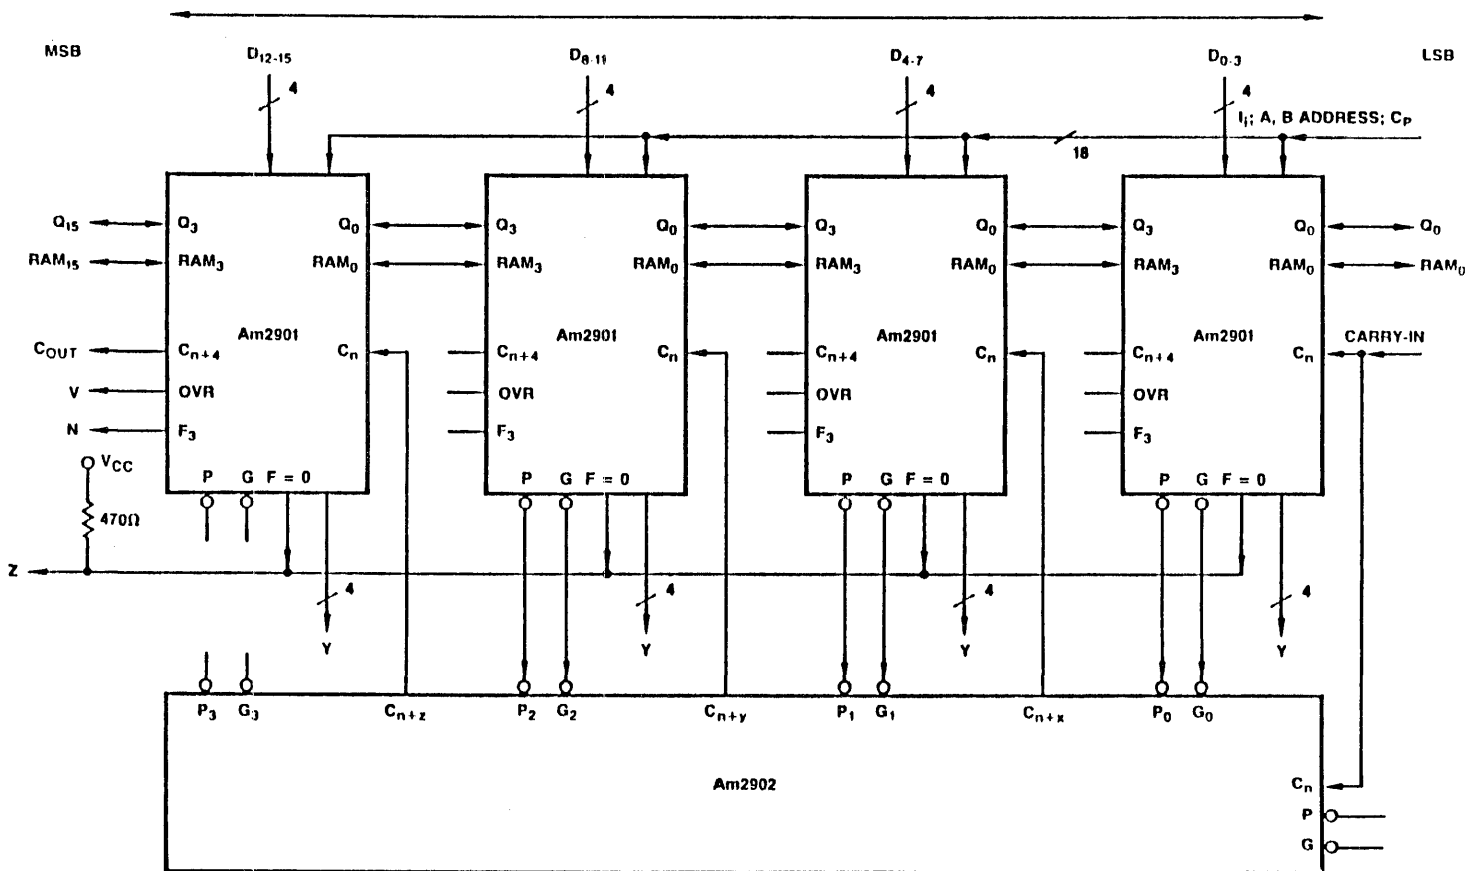 MSB D₁₂₋₁₅ D₈₋₁₁ D₄₋₇ D₀₋₃ LSB
4 4 4 4
Iⱼ; A, B ADDRESS; Cₚ
18
Q₁₅ Q₃ Q₀ Q₃ Q₀ Q₃ Q₀ Q₃ Q₀ Q₀
RAM₁₅ RAM₃ RAM₀ RAM₃ RAM₀ RAM₃ RAM₀ RAM₃ RAM₀ RAM₀
Am2901 Am2901 Am2901 Am2901
CARRY-IN
C_OUT Cₙ₊₄ Cₙ Cₙ₊₄ Cₙ Cₙ₊₄ Cₙ Cₙ₊₄ Cₙ
V OVR OVR OVR OVR
N F₃ F₃ F₃ F₃
V_CC
P G F = 0 P G F = 0 P G F = 0 P G F = 0
470Ω
Z
4 4 4 4
Y Y Y Y
P₃ G₃ Cₙ₊z P₂ G₂ Cₙ₊y P₁ G₁ Cₙ₊ₓ P₀ G₀
Am2902
Cₙ
P
G